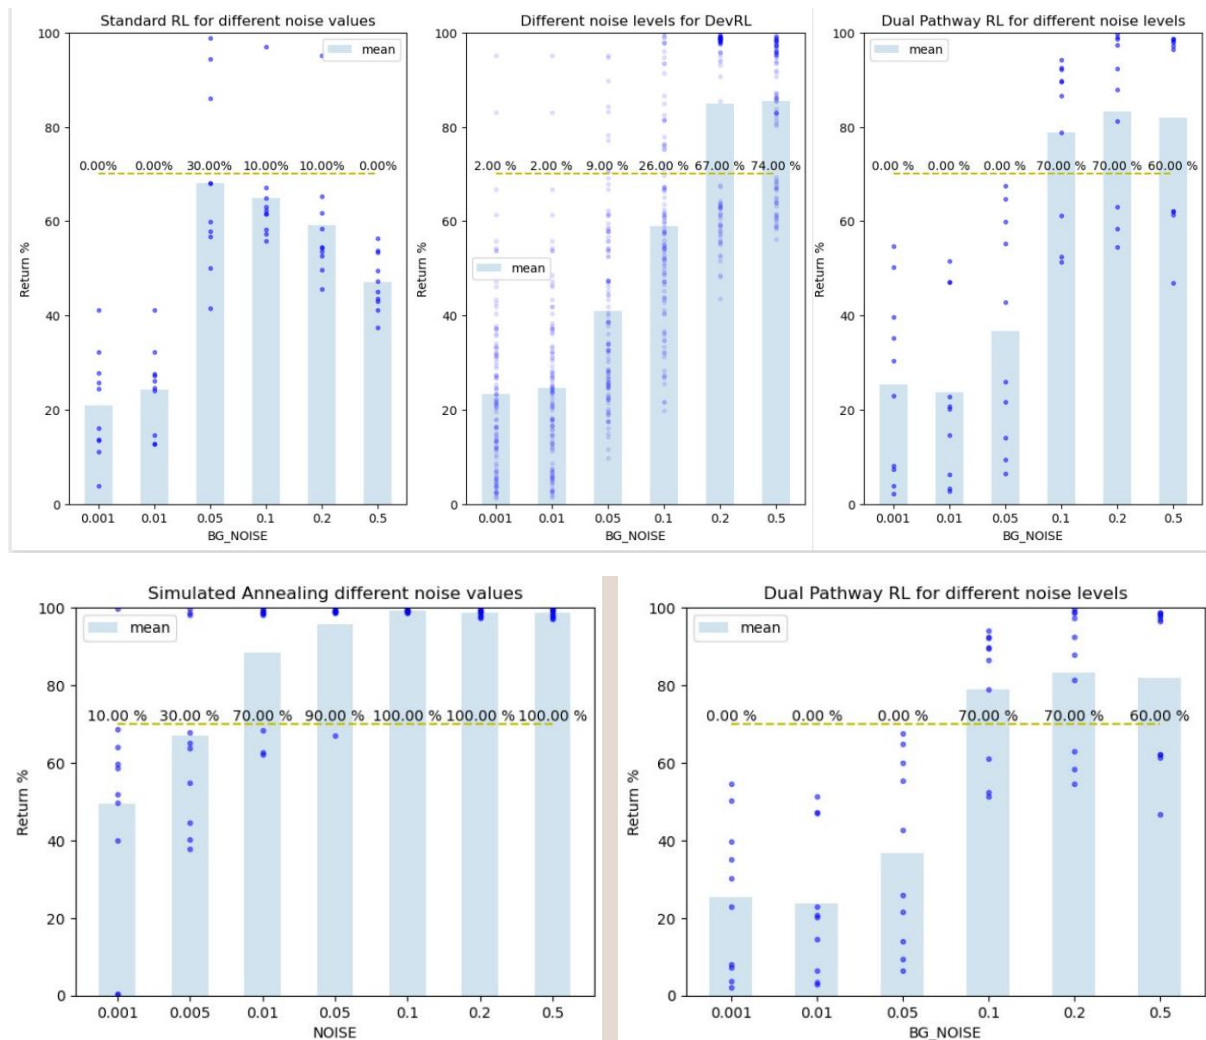 Standard RL for different noise values
mean
0.00% 0.00% 30.00% 10.00% 10.00% 0.00%
100
80
60
40
20
0
Return %
0.001 0.01 0.05 0.1 0.2 0.5
BG_NOISE
Different noise levels for DevRL
mean
2.00 % 2.00 % 9.00 % 26.00 % 67.00 % 74.00 %
100
80
60
40
20
0
Return %
0.001 0.01 0.05 0.1 0.2 0.5
BG_NOISE
Dual Pathway RL for different noise levels
mean
0.00 % 0.00 % 0.00 % 70.00 % 70.00 % 60.00 %
100
80
60
40
20
0
Return %
0.001 0.01 0.05 0.1 0.2 0.5
BG_NOISE
Simulated Annealing different noise values
mean
10.00 % 30.00 % 70.00 % 90.00 % 100.00 % 100.00 % 100.00 %
100
80
60
40
20
0
Return %
0.001 0.005 0.01 0.05 0.1 0.2 0.5
NOISE
Dual Pathway RL for different noise levels
mean
0.00 % 0.00 % 0.00 % 70.00 % 70.00 % 60.00 %
100
80
60
40
20
0
Return %
0.001 0.01 0.05 0.1 0.2 0.5
BG_NOISE